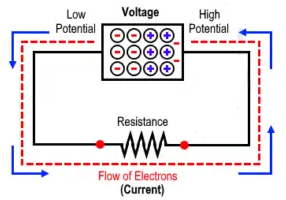 Voltage
Low
Potential
High
Potential
Resistance
Flow of Electrons
(Current)